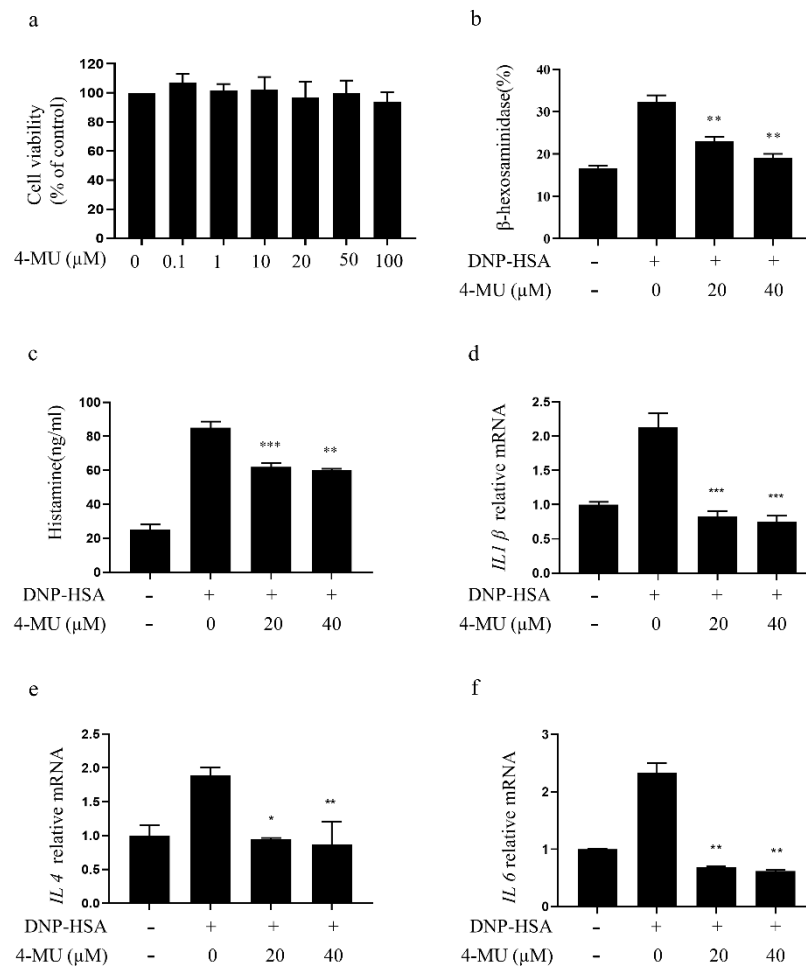 a
Cell viability
(% of control)
120
100
80
60
40
20
0
4-MU (μM) 0 0.1 1 10 20 50 100
b
β-hexosaminidase(%)
40
30
20
10
0
** **
DNP-HSA - + + +
4-MU (μM) - 0 20 40
c
Histamine(ng/ml)
100
80
60
40
20
0
*** **
DNP-HSA - + + +
4-MU (μM) - 0 20 40
d
IL1 β relative mRNA
2.5
2.0
1.5
1.0
0.5
0.0
*** ***
DNP-HSA - + + +
4-MU (μM) - 0 20 40
e
IL 4 relative mRNA
2.5
2.0
1.5
1.0
0.5
0.0
* **
DNP-HSA - + + +
4-MU (μM) - 0 20 40
f
IL 6 relative mRNA
3
2
1
0
** **
DNP-HSA - + + +
4-MU (μM) - 0 20 40